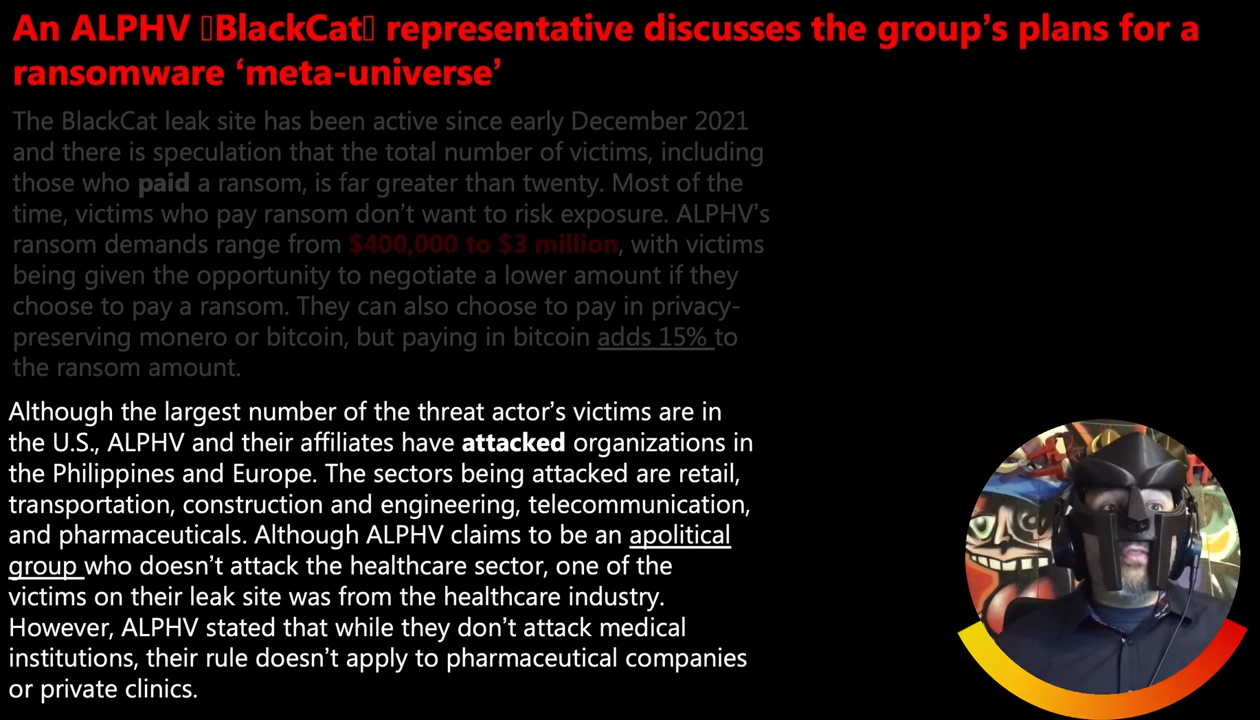 An ALPHV ▯BlackCat▯ representative discusses the group’s plans for a
ransomware ‘meta-universe’
The BlackCat leak site has been active since early December 2021
and there is speculation that the total number of victims, including
those who paid a ransom, is far greater than twenty. Most of the
time, victims who pay ransom don’t want to risk exposure. ALPHV’s
ransom demands range from $400,000 to $3 million, with victims
being given the opportunity to negotiate a lower amount if they
choose to pay a ransom. They can also choose to pay in privacy-
preserving monero or bitcoin, but paying in bitcoin adds 15% to
the ransom amount.
Although the largest number of the threat actor’s victims are in
the U.S., ALPHV and their affiliates have attacked organizations in
the Philippines and Europe. The sectors being attacked are retail,
transportation, construction and engineering, telecommunication,
and pharmaceuticals. Although ALPHV claims to be an apolitical
group who doesn’t attack the healthcare sector, one of the
victims on their leak site was from the healthcare industry.
However, ALPHV stated that while they don’t attack medical
institutions, their rule doesn’t apply to pharmaceutical companies
or private clinics.